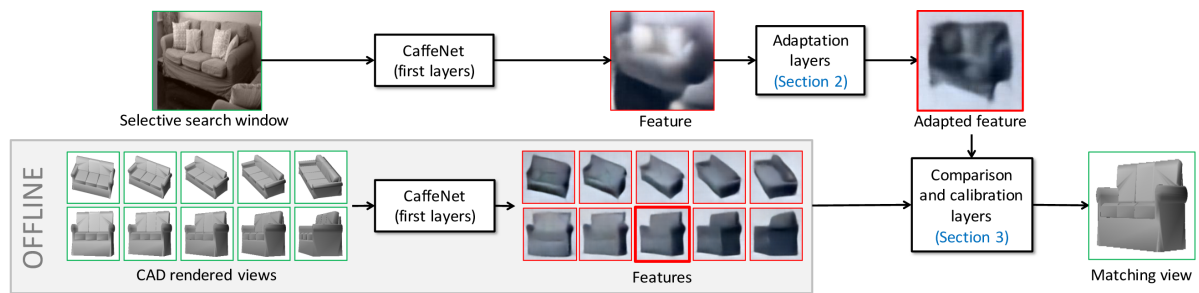 CaffeNet
(first layers)
Adaptation
layers
(Section 2)
Selective search window
Feature
Adapted feature
OFFLINE
CaffeNet
(first layers)
Comparison
and calibration
layers
(Section 3)
CAD rendered views
Features
Matching view